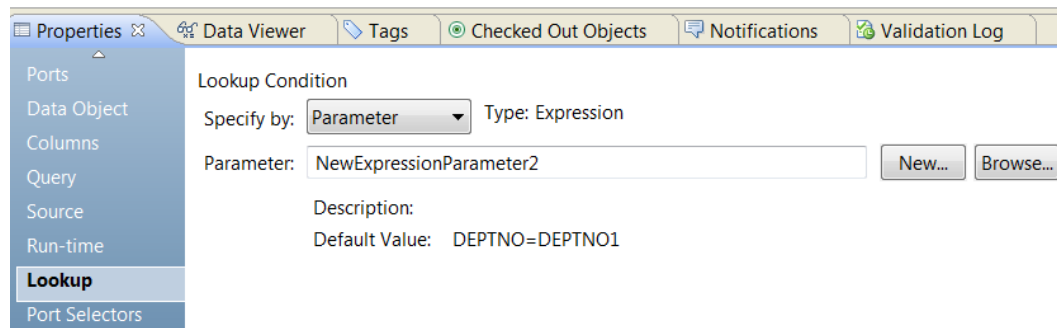 Properties Data Viewer Tags Checked Out Objects Notifications Validation Log
Ports
Data Object
Columns
Query
Source
Run-time
Lookup
Port Selectors
Lookup Condition
Specify by: Parameter Type: Expression
Parameter: NewExpressionParameter2 New... Browse...
Description:
Default Value: DEPTNO=DEPTNO1